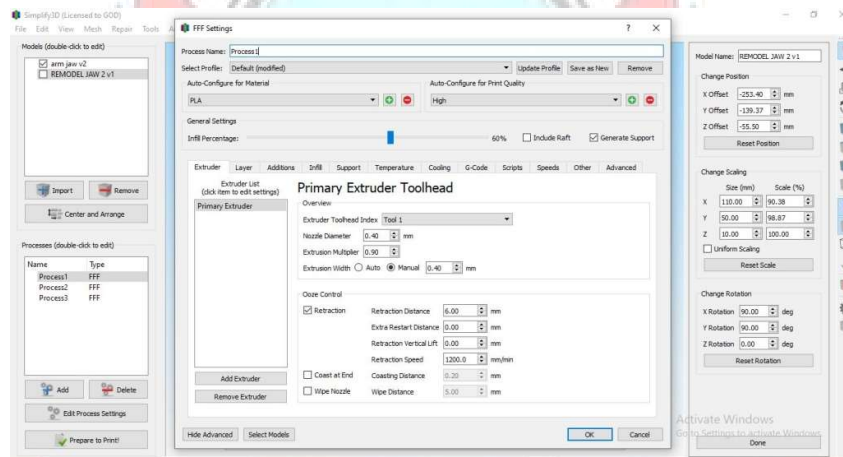 Simplify3D (Licensed to GOD)
File Edit View Mesh Repair Tools
Models (double-click to edit)
arm jaw v2
REMODEL JAW 2 v1
Import Remove
Center and Arrange
Processes (double-click to edit)
Name Type
Process1 FFF
Process2 FFF
Process3 FFF
Add Delete
Edit Process Settings
Prepare to Print!
FFF Settings
Process Name: Process1
Select Profile: Default (modified) Update Profile Save as New Remove
Auto-Configure for Material Auto-Configure for Print Quality
PLA High
General Settings
Infill Percentage: 60% Include Raft Generate Support
Extruder Layer Additions Infill Support Temperature Cooling G-Code Scripts Speeds Other Advanced
Extruder List
(click item to edit settings)
Primary Extruder
Add Extruder
Remove Extruder
Primary Extruder Toolhead
Overview
Extruder Toolhead Index Tool 1
Nozzle Diameter 0.40 mm
Extrusion Multiplier 0.90
Extrusion Width Auto Manual 0.40 mm
Ooze Control
Retraction Retraction Distance 6.00 mm
Extra Restart Distance 0.00 mm
Retraction Vertical Lift 0.00 mm
Retraction Speed 1200.0 mm/min
Coast at End Coasting Distance 0.20 mm
Wipe Nozzle Wipe Distance 5.00 mm
Hide Advanced Select Models OK Cancel
Model Name: REMODEL JAW 2 v1
Change Position
X Offset -253.40 mm
Y Offset -139.37 mm
Z Offset -55.50 mm
Reset Position
Change Scaling
Size (mm) Scale (%)
X 110.00 90.38
Y 50.00 98.87
Z 10.00 100.00
Uniform Scaling
Reset Scale
Change Rotation
X Rotation 90.00 deg
Y Rotation 90.00 deg
Z Rotation 0.00 deg
Reset Rotation
Activate Windows
Go to Settings to activate Windows.
Done